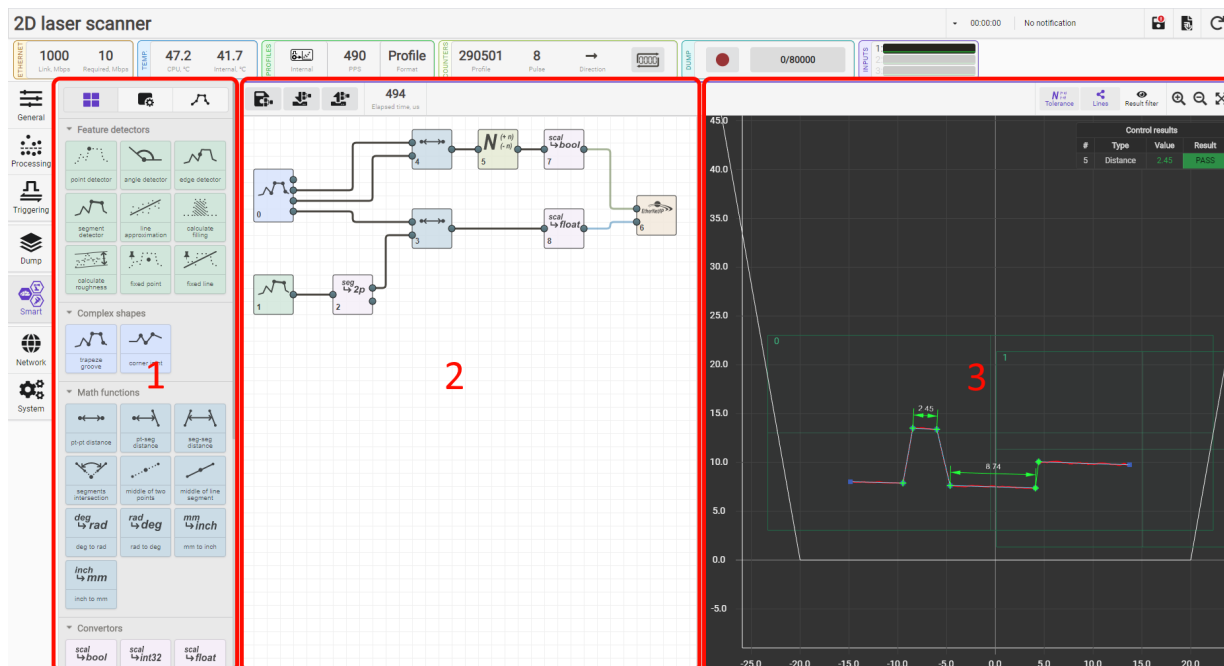 2D laser scanner
00:00:00
No notification
ETHERNET
1000
Link, Mbps
10
Required, Mbps
TEMP
47.2
CPU, °C
41.7
Internal, °C
PROFILES
Internal
490
PPS
Profile
Format
COUNTERS
290501
Profile
8
Pulse
→
Direction
DUMP
0/80000
INPUTS
1:
2:
3:
General
Processing
Triggering
Dump
Smart
Network
System
Feature detectors
point detector
angle detector
edge detector
segment
detector
line
approximation
calculate
filling
calculate
roughness
fixed point
fixed line
Complex shapes
trapeze
groove
1
Math functions
pt-pt distance
pt-seg
distance
seg-seg
distance
segments
intersection
middle of two
points
middle of line
segment
deg
rad
deg to rad
rad
deg
rad to deg
mm
inch
mm to inch
inch
mm
inch to mm
Convertors
scal
bool
scal
int32
scal
float
494
Elapsed time, us
0
4
N (+ n)
(- n)
5
scal
bool
7
3
scal
float
8
EtherNet/IP
6
1
seg
2p
2
2
Tolerance
Lines
Result filter
Control results
# Type Value Result
5 Distance 2.45 PASS
45.0
40.0
35.0
30.0
25.0
20.0
15.0
10.0
5.0
0.0
-5.0
0
1
3
2.45
8.74
-25.0 -20.0 -15.0 -10.0 -5.0 0.0 5.0 10.0 15.0 20.0